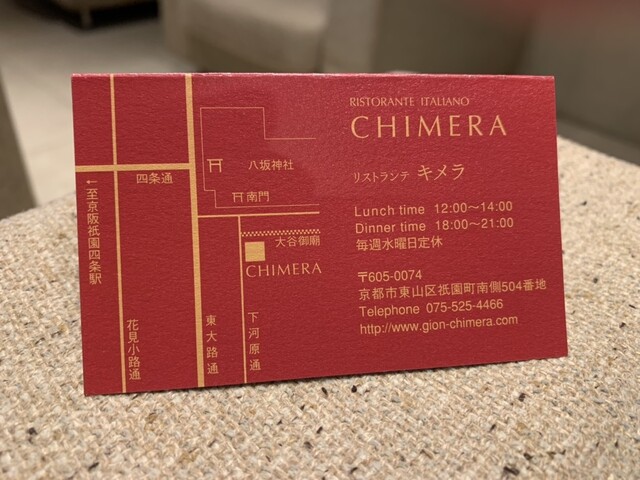 RISTORANTE ITALIANO
CHIMERA
リストランテ キメラ
Lunch time 12:00〜14:00
Dinner time 18:00〜21:00
毎週水曜日定休
〒605-0074
京都市東山区祇園町南側504番地
Telephone 075-525-4466
http://www.gion-chimera.com
八坂神社
四条通
南門
←至京阪祇園四条駅
大谷御廟
CHIMERA
花見小路通
東大路通
下河原通